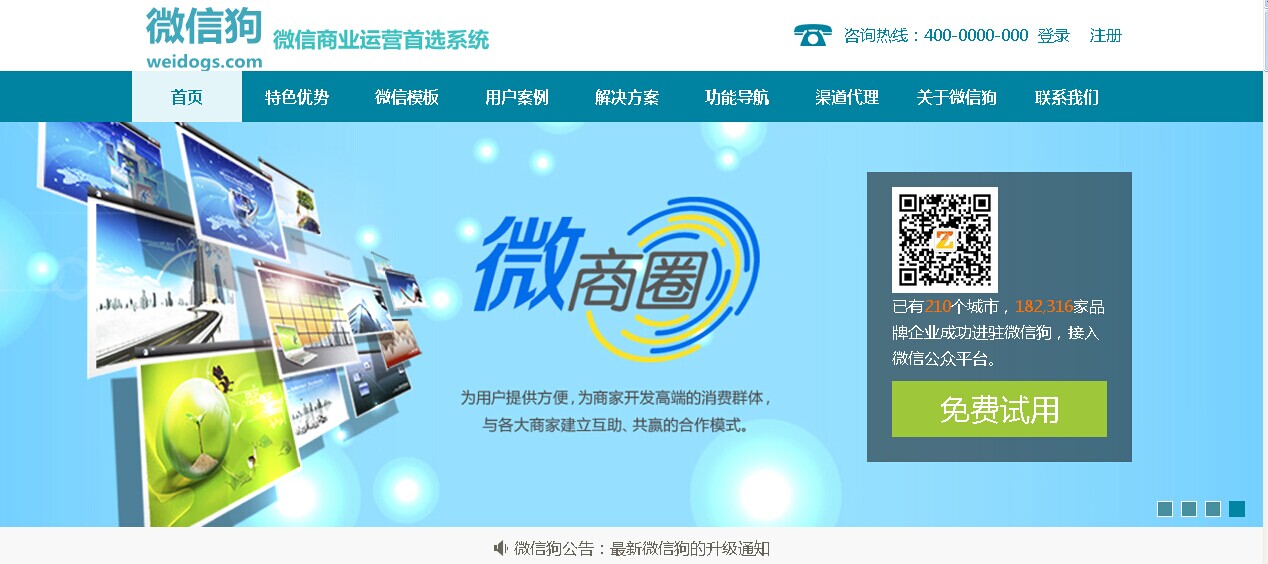 微信狗
微信商业运营首选系统
weidogs.com
咨询热线：400-0000-000 登录 注册
首页 特色优势 微信模板 用户案例 解决方案 功能导航 渠道代理 关于微信狗 联系我们
微商圈
为用户提供方便，为商家开发高端的消费群体，
与各大商家建立互助、共赢的合作模式。
已有210个城市，182,316家品
牌企业成功进驻微信狗，接入
微信公众平台。
免费试用
微信狗公告：最新微信狗的升级通知